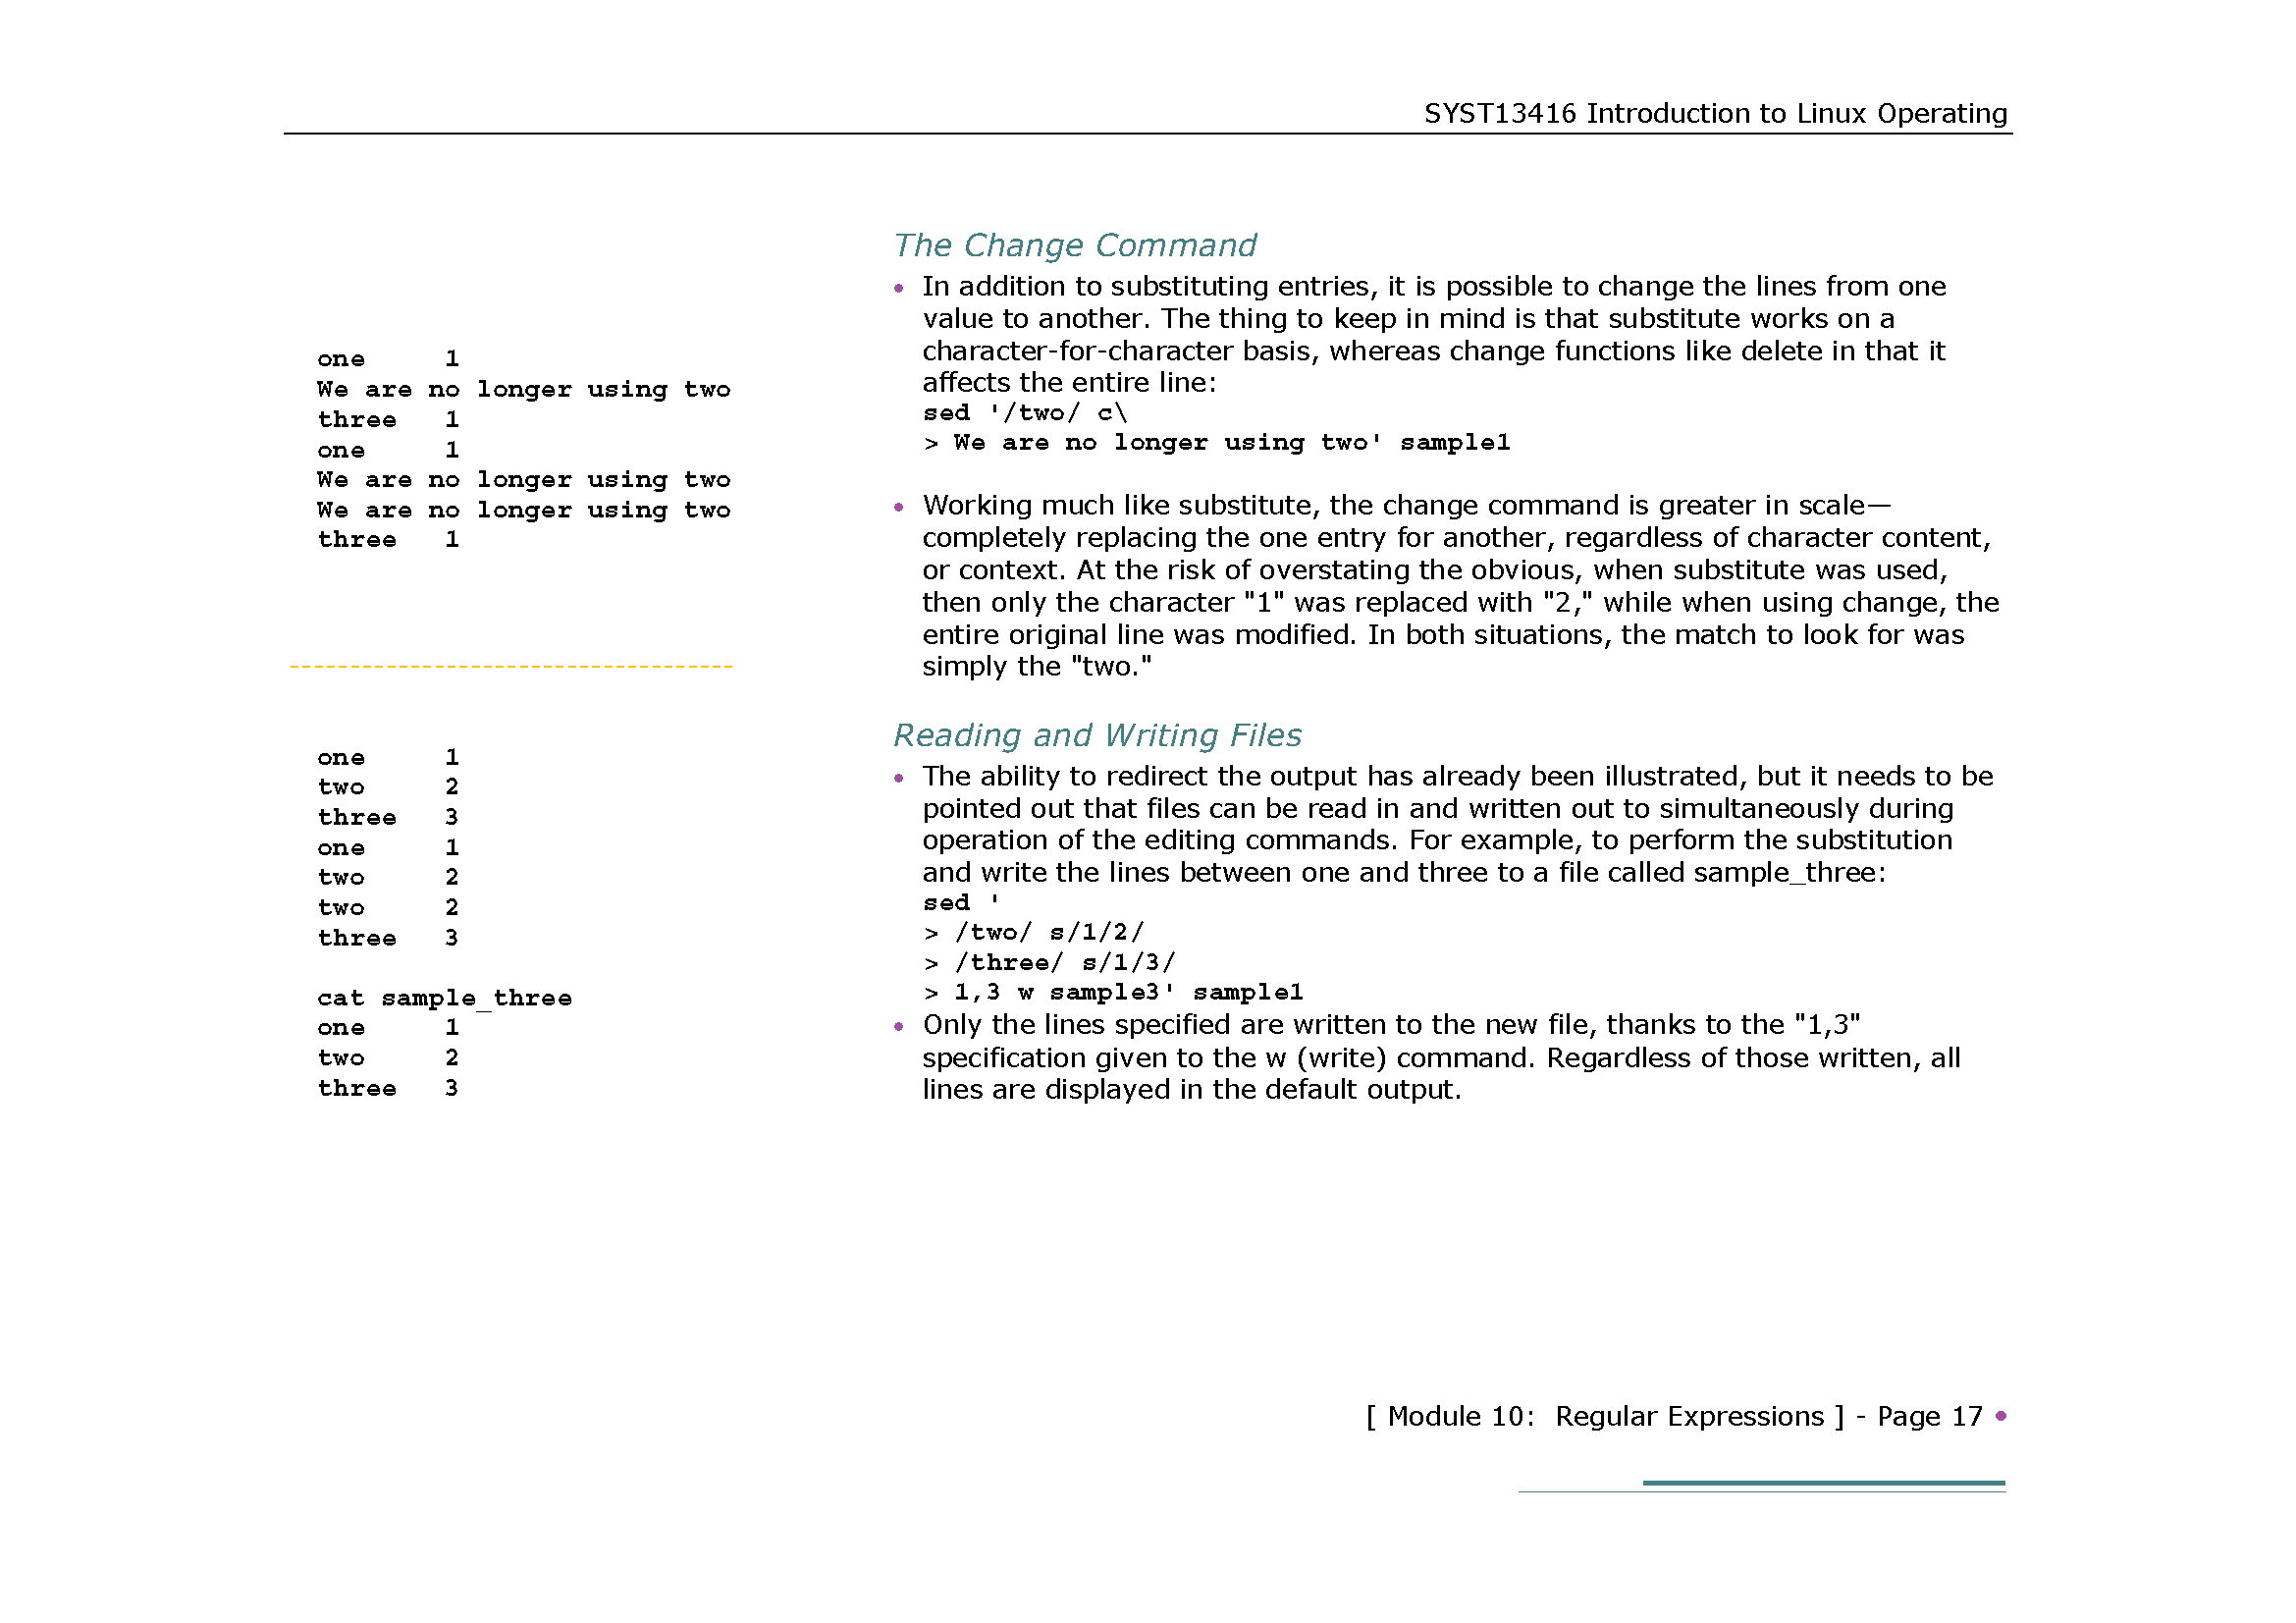 SYST13416 Introduction to Linux Operating
one     1
We are no longer using two
three   1
one     1
We are no longer using two
We are no longer using two
three   1
one     1
two     2
three   3
one     1
two     2
two     2
three   3
cat sample_three
one     1
two     2
three   3
The Change Command
• In addition to substituting entries, it is possible to change the lines from one
value to another. The thing to keep in mind is that substitute works on a
character-for-character basis, whereas change functions like delete in that it
affects the entire line:
sed '/two/ c\
> We are no longer using two' sample1
• Working much like substitute, the change command is greater in scale—
completely replacing the one entry for another, regardless of character content,
or context. At the risk of overstating the obvious, when substitute was used,
then only the character "1" was replaced with "2," while when using change, the
entire original line was modified. In both situations, the match to look for was
simply the "two."
Reading and Writing Files
• The ability to redirect the output has already been illustrated, but it needs to be
pointed out that files can be read in and written out to simultaneously during
operation of the editing commands. For example, to perform the substitution
and write the lines between one and three to a file called sample_three:
sed '
> /two/ s/1/2/
> /three/ s/1/3/
> 1,3 w sample3' sample1
• Only the lines specified are written to the new file, thanks to the "1,3"
specification given to the w (write) command. Regardless of those written, all
lines are displayed in the default output.
[ Module 10:  Regular Expressions ] - Page 17 •